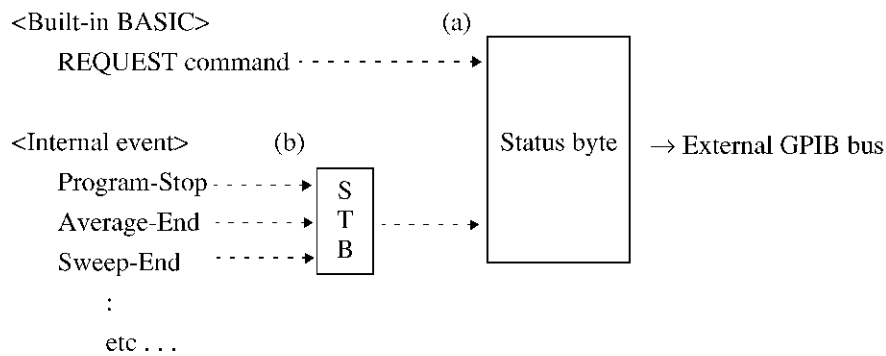 <Built-in BASIC>
(a)
REQUEST command
<Internal event>
(b)
Program-Stop
Average-End
Sweep-End
:
etc . . .
S
T
B
Status byte
→ External GPIB bus